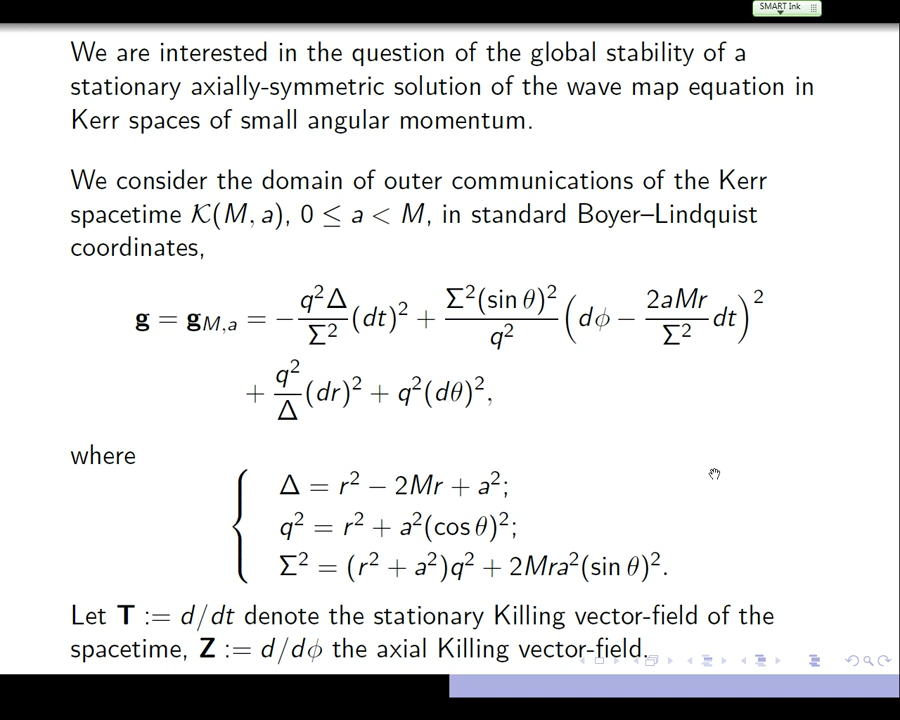 SMART Ink
We are interested in the question of the global stability of a
stationary axially-symmetric solution of the wave map equation in
Kerr spaces of small angular momentum.
We consider the domain of outer communications of the Kerr
spacetime 𝒦(M, a), 0 ≤ a < M, in standard Boyer–Lindquist
coordinates,
g = g_{M,a} = −\frac{q²Δ}{Σ²}(dt)² + \frac{Σ²(sin θ)²}{q²}(dϕ − \frac{2aMr}{Σ²}dt)²
+ \frac{q²}{Δ}(dr)² + q²(dθ)²,
where
Δ = r² − 2Mr + a²;
q² = r² + a²(cos θ)²;
Σ² = (r² + a²)q² + 2Mra²(sin θ)².
Let T := d/dt denote the stationary Killing vector-field of the
spacetime, Z := d/dϕ the axial Killing vector-field.